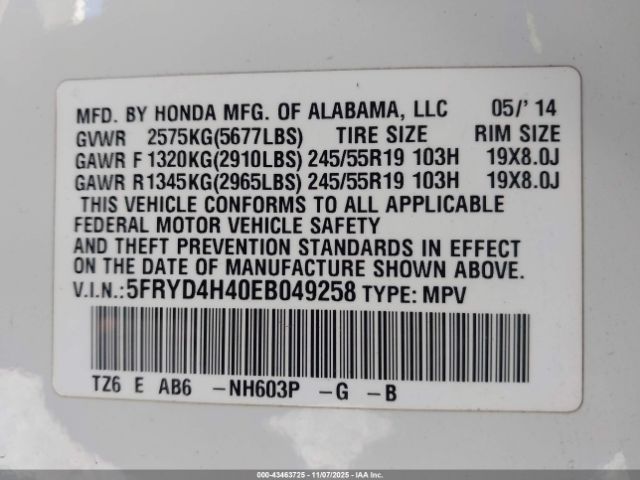 MFD. BY HONDA MFG. OF ALABAMA, LLC 05/' 14
GVWR 2575KG(5677LBS) TIRE SIZE RIM SIZE
GAWR F 1320KG(2910LBS) 245/55R19 103H 19X8.0J
GAWR R 1345KG(2965LBS) 245/55R19 103H 19X8.0J
THIS VEHICLE CONFORMS TO ALL APPLICABLE
FEDERAL MOTOR VEHICLE SAFETY
AND THEFT PREVENTION STANDARDS IN EFFECT
ON THE DATE OF MANUFACTURE SHOWN ABOVE.
V.I.N.: 5FRYD4H40EB049258 TYPE: MPV
TZ6 E AB6 -NH603P -G -B
000-43463725 - 11/07/2025 - IAA Inc.